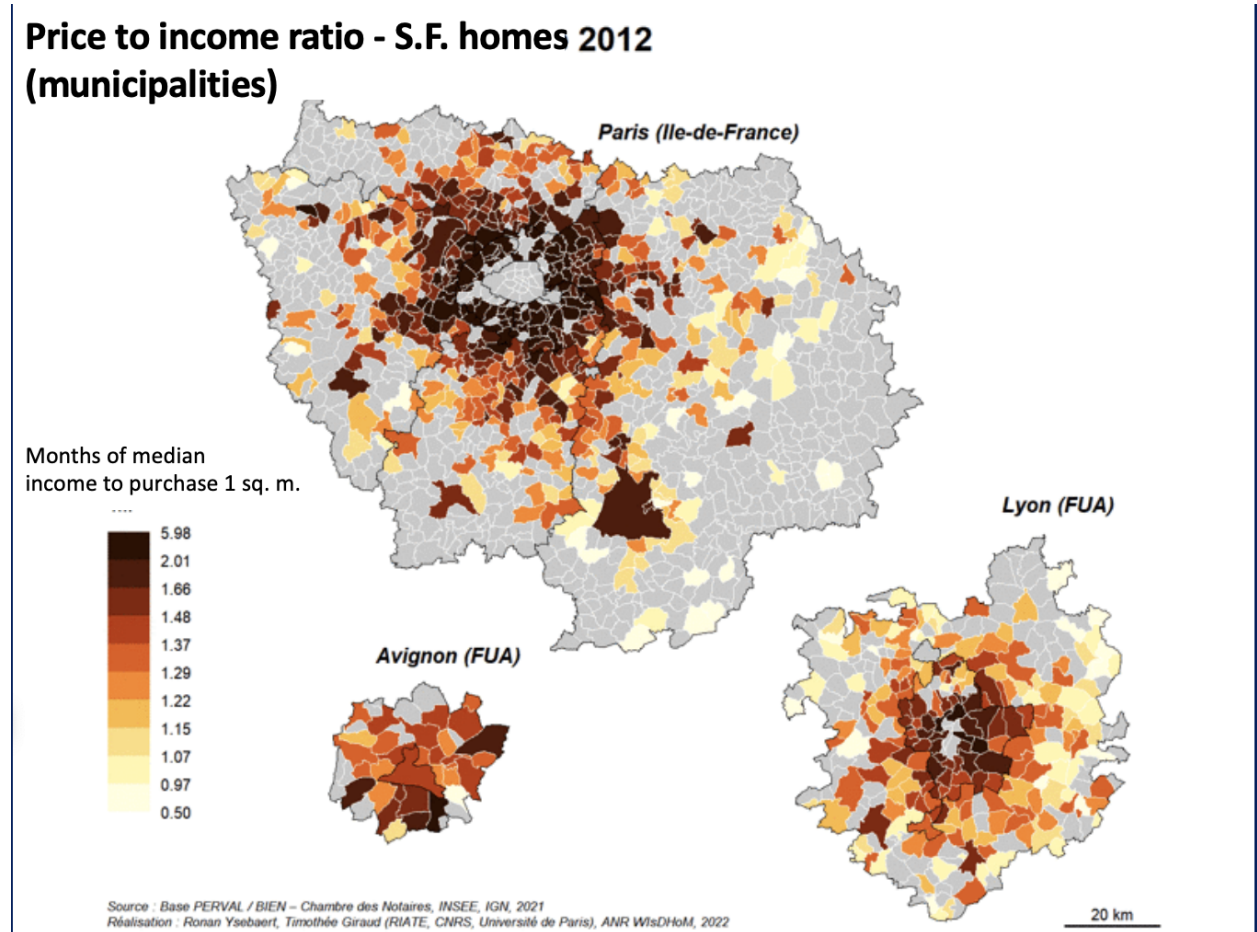 Price to income ratio - S.F. homes 2012
(municipalities)
Paris (Ile-de-France)
Months of median
income to purchase 1 sq. m.
5.98
2.01
1.66
1.48
1.37
1.29
1.22
1.15
1.07
0.97
0.50
Lyon (FUA)
Avignon (FUA)
Source : Base PERVAL / BIEN – Chambre des Notaires, INSEE, IGN, 2021
Réalisation : Ronan Ysebaert, Timothée Giraud (RIATE, CNRS, Université de Paris), ANR WIsDHoM, 2022
20 km